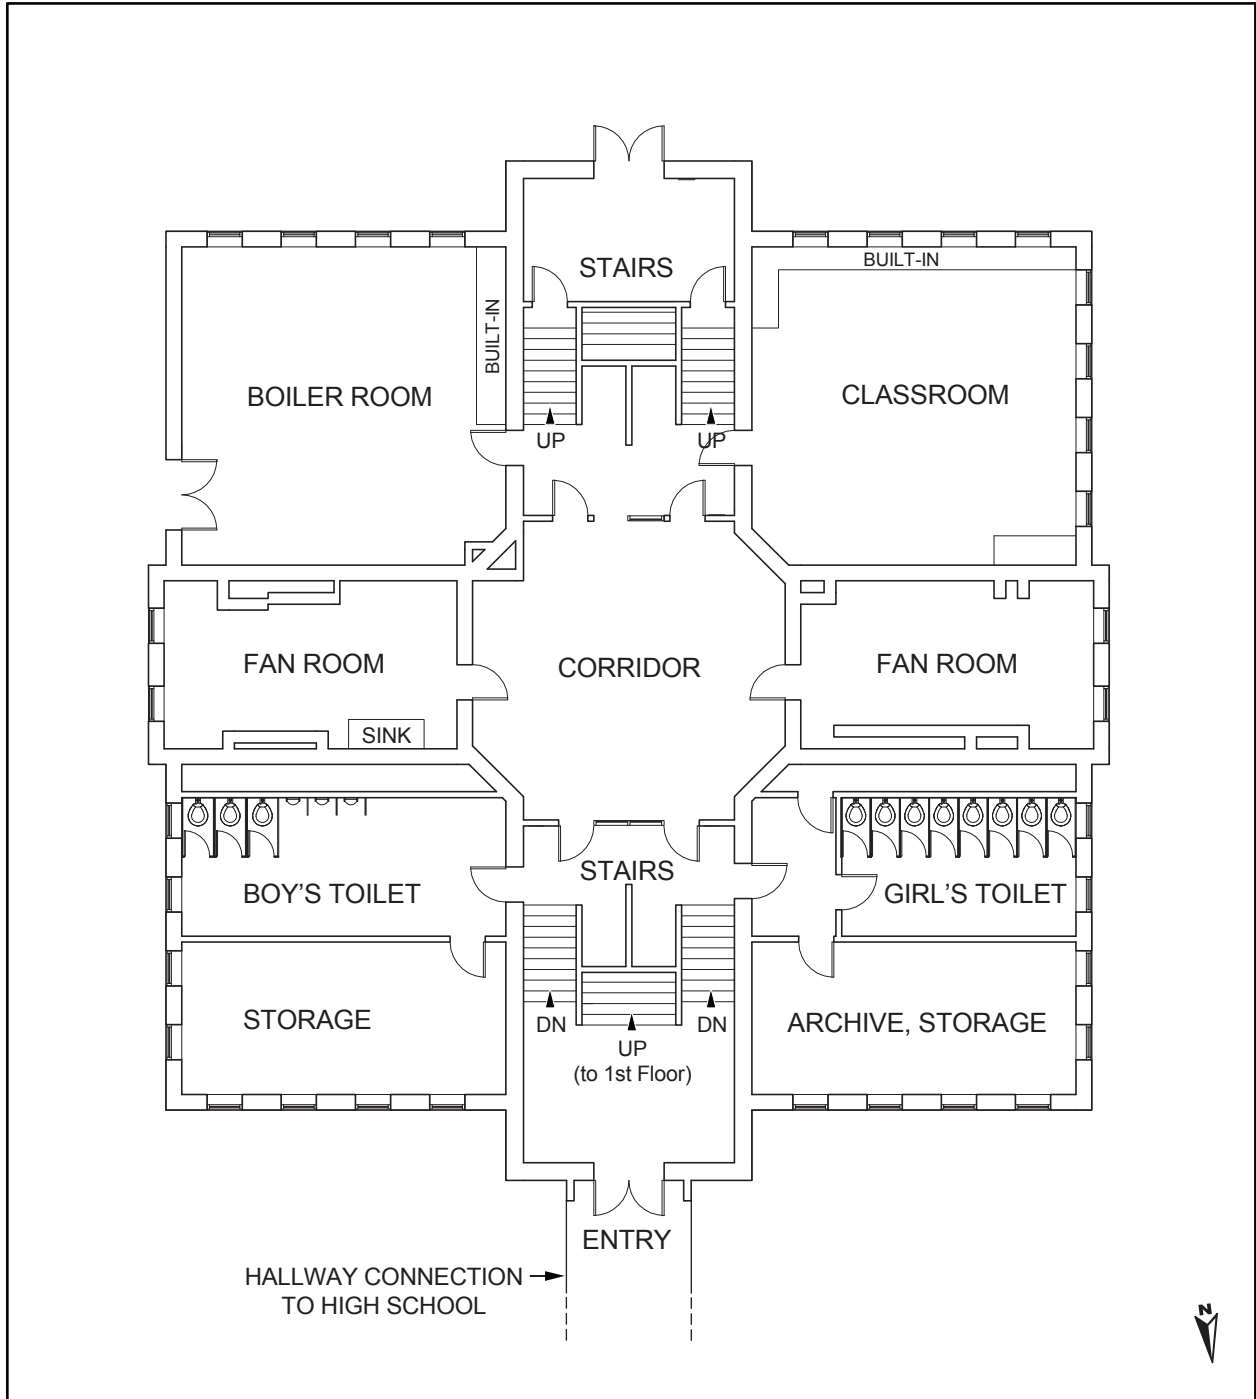 STAIRS
BUILT-IN
BUILT-IN
BOILER ROOM
CLASSROOM
UP
UP
FAN ROOM
CORRIDOR
FAN ROOM
SINK
STAIRS
BOY'S TOILET
GIRL'S TOILET
STORAGE
DN
DN
ARCHIVE, STORAGE
UP
(to 1st Floor)
ENTRY
HALLWAY CONNECTION
TO HIGH SCHOOL
N